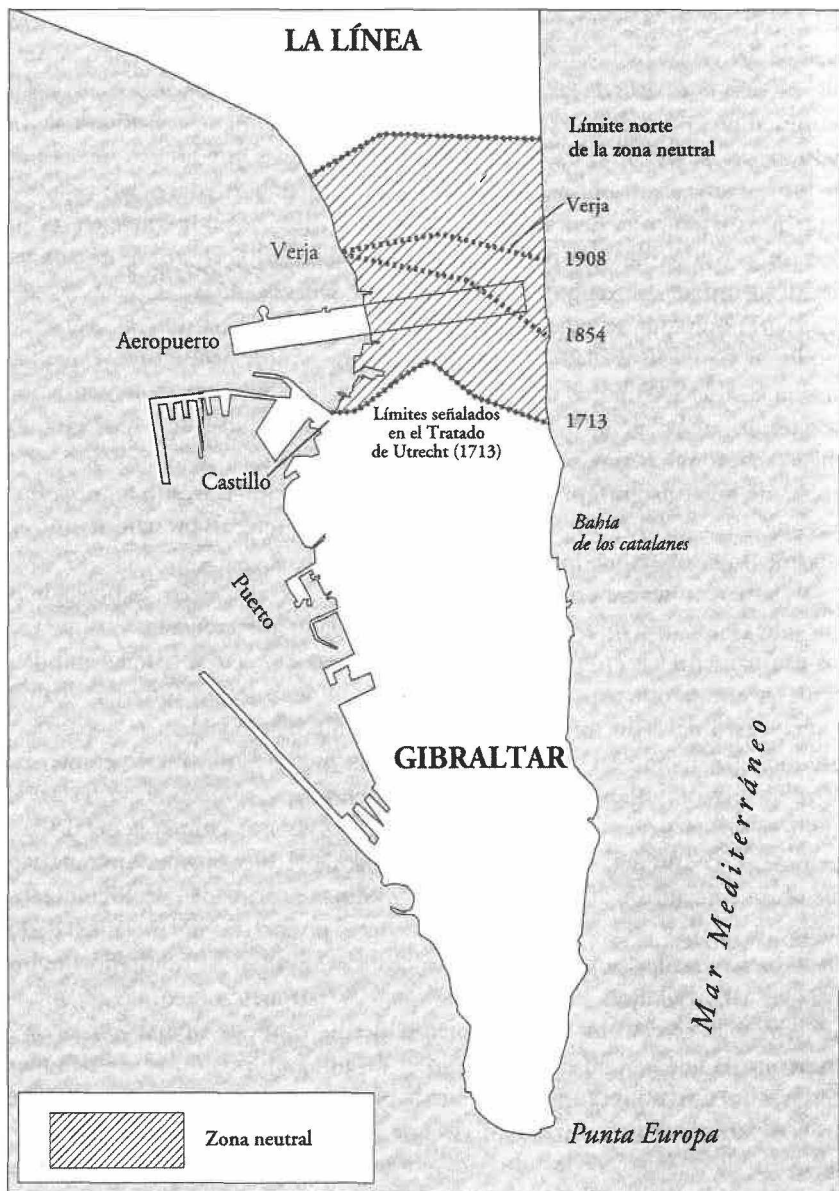 LA LÍNEA
Límite norte
de la zona neutral
Verja
Verja
1908
Aeropuerto
1854
1713
Límites señalados
en el Tratado
de Utrecht (1713)
Castillo
Bahía
de los catalanes
Puerto
GIBRALTAR
Mar Mediterráneo
Punta Europa
Zona neutral